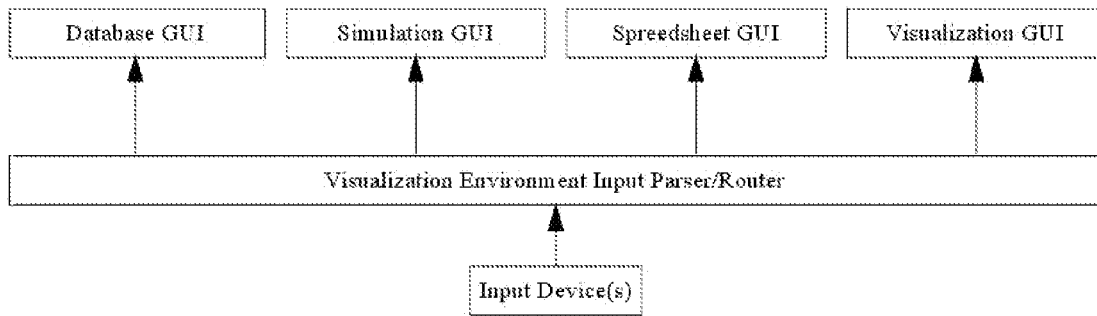 Database GUI
Simulation GUI
Spreedsheet GUI
Visualization GUI
Visualization Environment Input Parser/Router
Input Device(s)